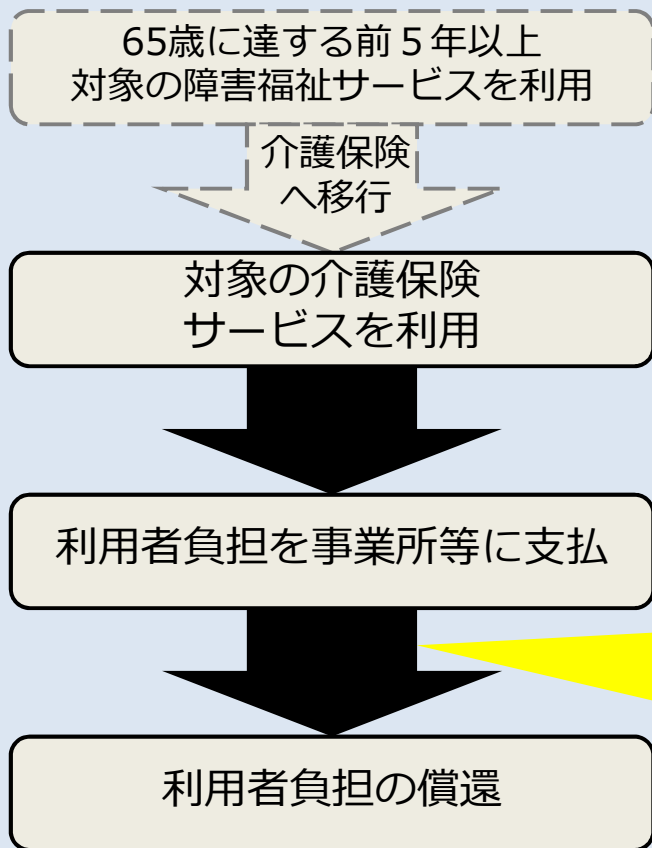 65歳に達する前５年以上
対象の障害福祉サービスを利用
介護保険
へ移行
対象の介護保険
サービスを利用
利用者負担を事業所等に支払
利用者負担の償還